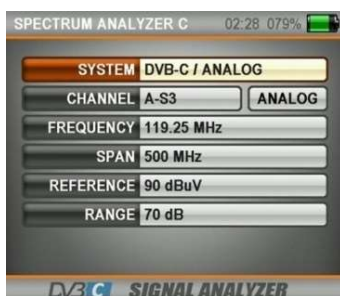 SPECTRUM ANALYZER C 02:28 079%
SYSTEM DVB-C / ANALOG
CHANNEL A-S3 ANALOG
FREQUENCY 119.25 MHz
SPAN 500 MHz
REFERENCE 90 dBuV
RANGE 70 dB
DVB C SIGNAL ANALYZER